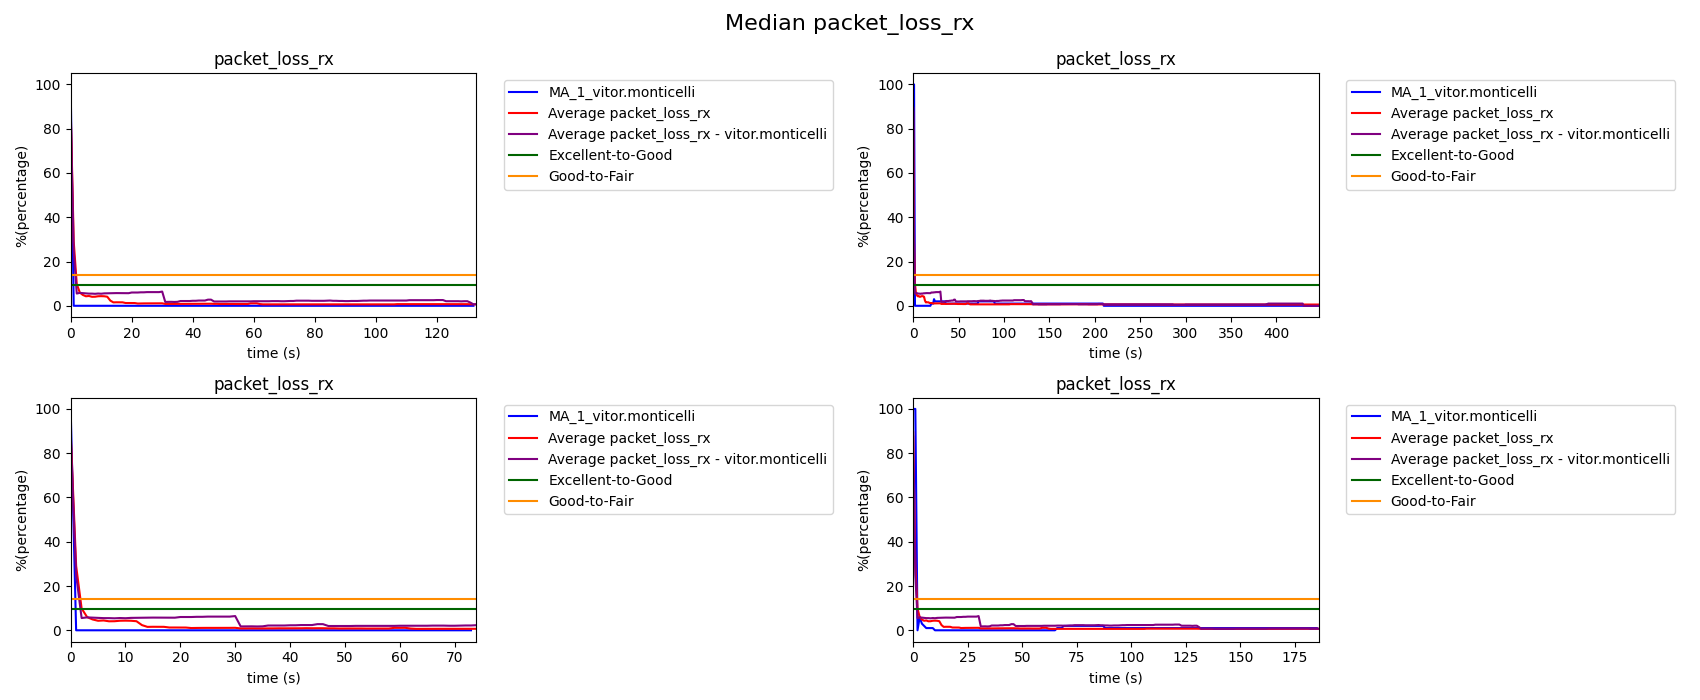 Median packet_loss_rx
packet_loss_rx
%(percentage)
100
80
60
40
20
0
0 20 40 60 80 100 120
time (s)
MA_1_vitor.monticelli
Average packet_loss_rx
Average packet_loss_rx - vitor.monticelli
Excellent-to-Good
Good-to-Fair
packet_loss_rx
%(percentage)
100
80
60
40
20
0
0 50 100 150 200 250 300 350 400
time (s)
MA_1_vitor.monticelli
Average packet_loss_rx
Average packet_loss_rx - vitor.monticelli
Excellent-to-Good
Good-to-Fair
packet_loss_rx
%(percentage)
100
80
60
40
20
0
0 10 20 30 40 50 60 70
time (s)
MA_1_vitor.monticelli
Average packet_loss_rx
Average packet_loss_rx - vitor.monticelli
Excellent-to-Good
Good-to-Fair
packet_loss_rx
%(percentage)
100
80
60
40
20
0
0 25 50 75 100 125 150 175
time (s)
MA_1_vitor.monticelli
Average packet_loss_rx
Average packet_loss_rx - vitor.monticelli
Excellent-to-Good
Good-to-Fair